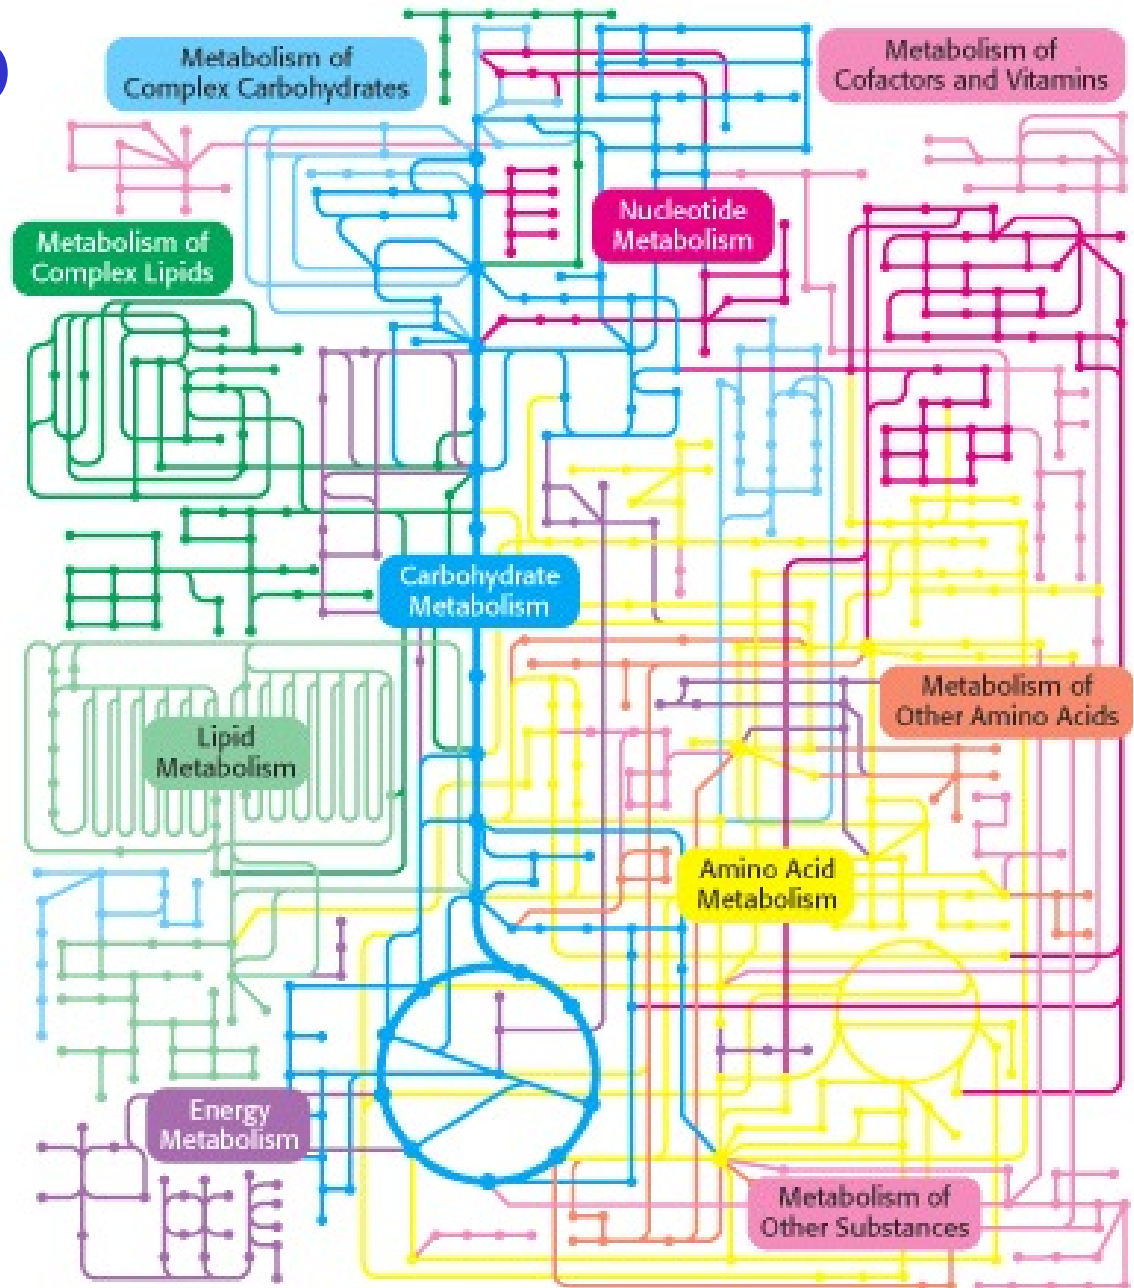 Metabolism of
Complex Carbohydrates
Metabolism of
Cofactors and Vitamins
Nucleotide
Metabolism
Metabolism of
Complex Lipids
Carbohydrate
Metabolism
Metabolism of
Other Amino Acids
Lipid
Metabolism
Amino Acid
Metabolism
Energy
Metabolism
Metabolism of
Other Substances